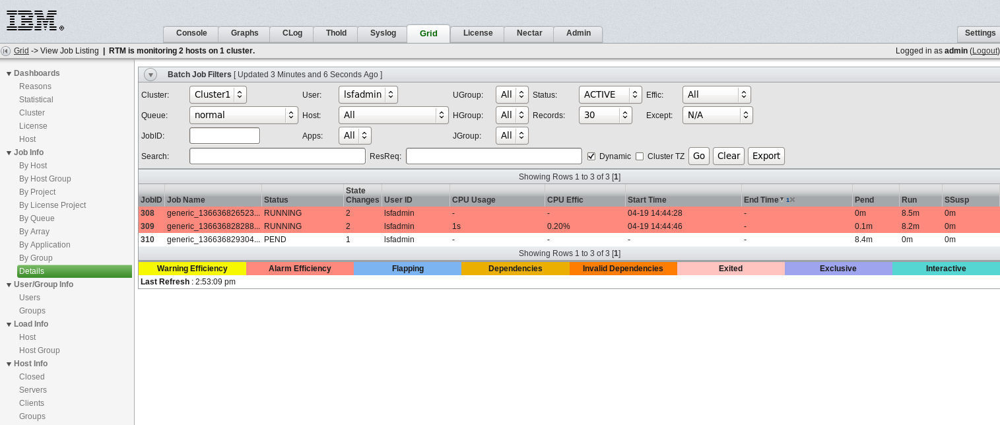 IBM®
Console Graphs CLog Thold Syslog Grid License Nectar Admin Settings
Grid -> View Job Listing | RTM is monitoring 2 hosts on 1 cluster. Logged in as admin (Logout)
Dashboards
Reasons
Statistical
Cluster
License
Host
Job Info
By Host
By Host Group
By Project
By License Project
By Queue
By Array
By Application
By Group
Details
User/Group Info
Users
Groups
Load Info
Host
Host Group
Host Info
Closed
Servers
Clients
Groups
Batch Job Filters [ Updated 3 Minutes and 6 Seconds Ago ]
Cluster: Cluster1 User: lsfadmin UGroup: All Status: ACTIVE Effic: All
Queue: normal Host: All HGroup: All Records: 30 Except: N/A
JobID: Apps: All JGroup: All
Search: ResReq: Dynamic Cluster TZ Go Clear Export
Showing Rows 1 to 3 of 3 [1]
JobID Job Name Status State Changes User ID CPU Usage CPU Effic Start Time End Time 1 Pend Run SSusp
308 generic_136636826523... RUNNING 2 lsfadmin - - 04-19 14:44:28 - 0m 8.5m 0m
309 generic_136636828288... RUNNING 2 lsfadmin 1s 0.20% 04-19 14:44:46 - 0.1m 8.2m 0m
310 generic_136636829304... PEND 1 lsfadmin - - - - 8.4m 0m 0m
Showing Rows 1 to 3 of 3 [1]
Warning Efficiency Alarm Efficiency Flapping Dependencies Invalid Dependencies Exited Exclusive Interactive
Last Refresh : 2:53:09 pm